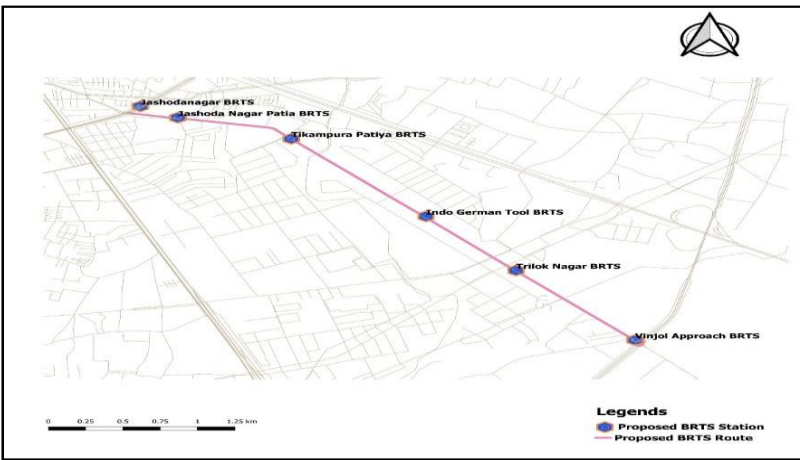 Jashodanagar BRTS
Jashoda Nagar Patia BRTS
Tikampura Patiya BRTS
Indo German Tool BRTS
Trilok Nagar BRTS
Vinjol Approach BRTS
0 0.25 0.5 0.75 1 1.25 km
Legends
Proposed BRTS Station
Proposed BRTS Route